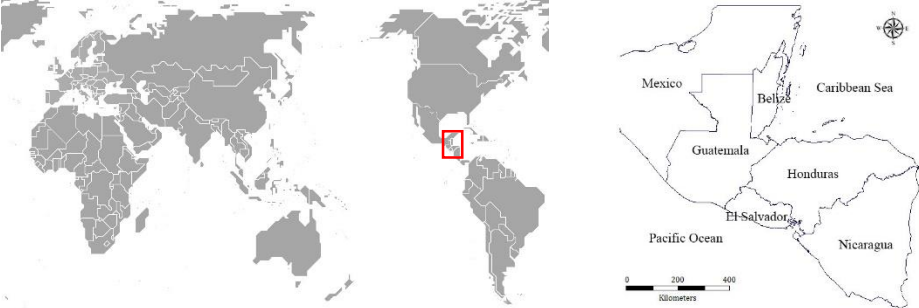 N
W E
S
Mexico
Belize
Caribbean Sea
Guatemala
Honduras
El Salvador
Pacific Ocean
Nicaragua
0 200 400
Kilometers